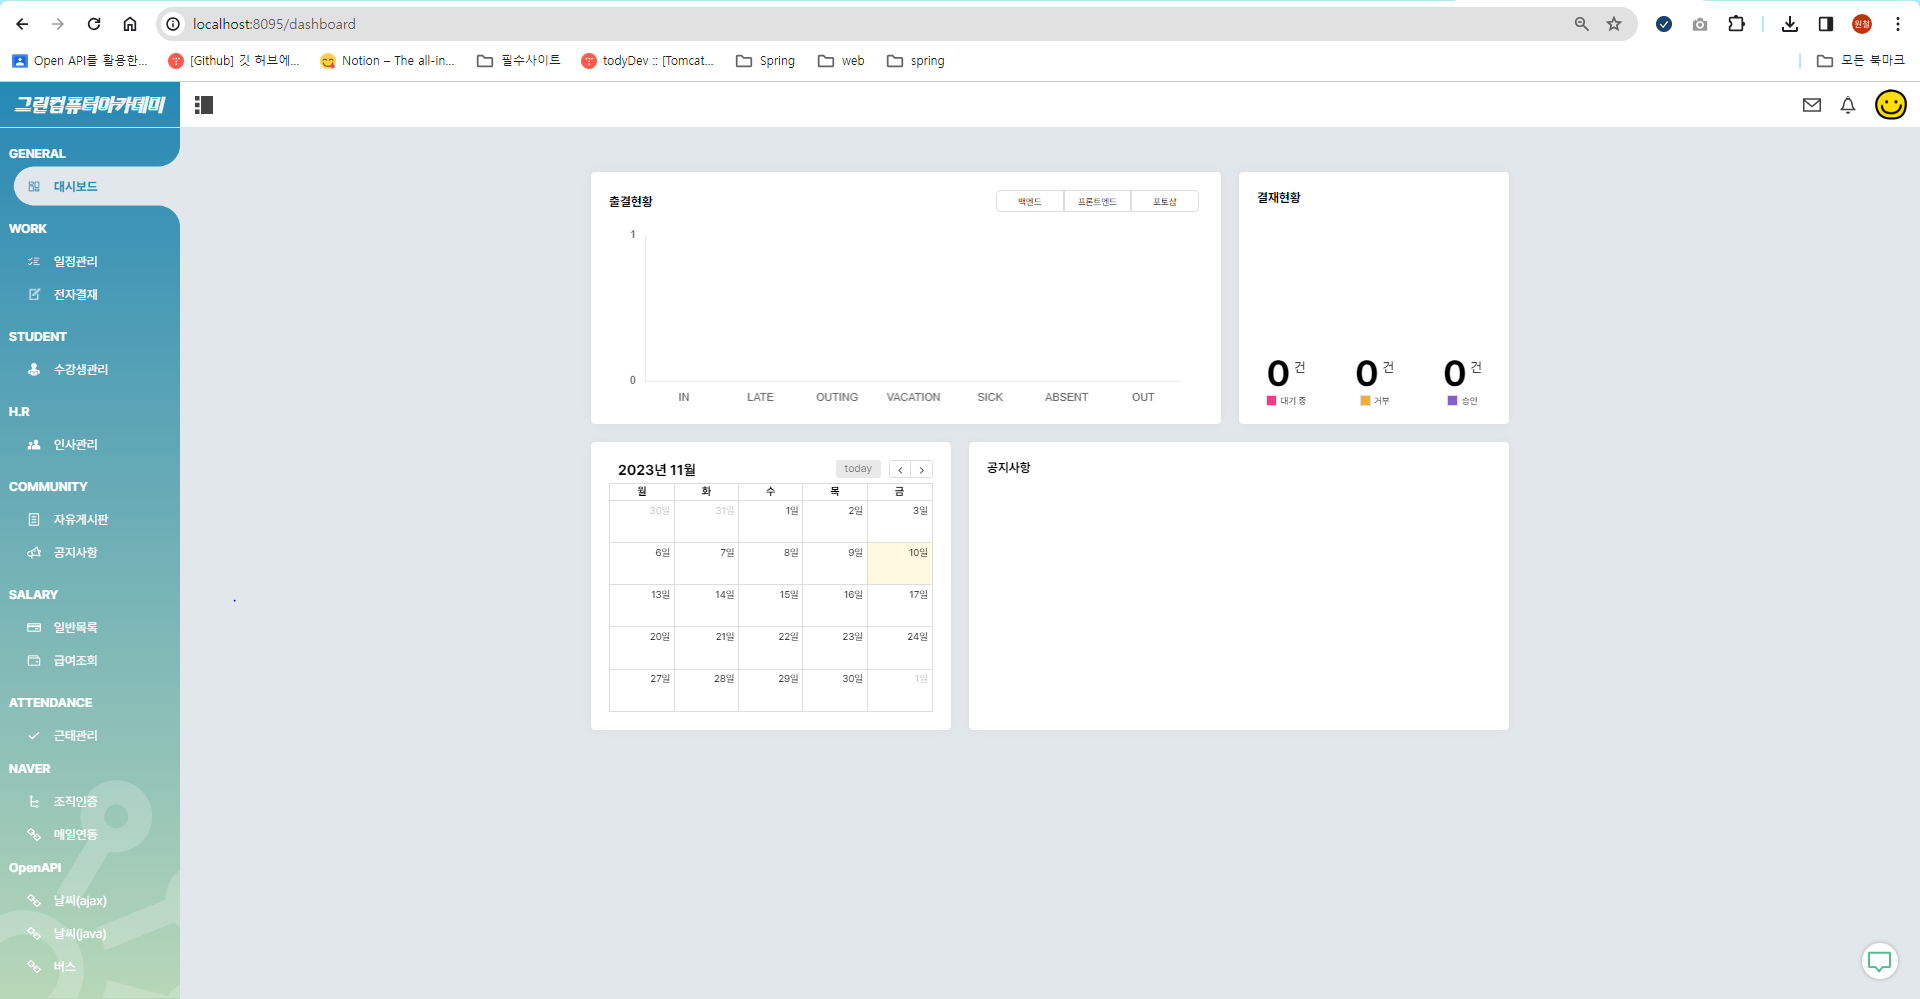 localhost:8095/dashboard
원철
Open API를 활용한...
[Github] 깃 허브에...
Notion – The all-in...
필수사이트
todyDev :: [Tomcat...
Spring
web
spring
모든 북마크
그린컴퓨터아카데미
GENERAL
대시보드
WORK
일정관리
전자결재
STUDENT
수강생관리
H.R
인사관리
COMMUNITY
자유게시판
공지사항
SALARY
일반목록
급여조회
ATTENDANCE
근태관리
NAVER
조직인증
메일연동
OpenAPI
날씨(ajax)
날씨(java)
버스
출결현황
백엔드 프론트엔드 포토샵
1
0
IN LATE OUTING VACATION SICK ABSENT OUT
결재현황
0 건 0 건 0 건
대기 중 거부 승인
2023년 11월 today
월 화 수 목 금
30일 31일 1일 2일 3일
6일 7일 8일 9일 10일
13일 14일 15일 16일 17일
20일 21일 22일 23일 24일
27일 28일 29일 30일 1일
공지사항